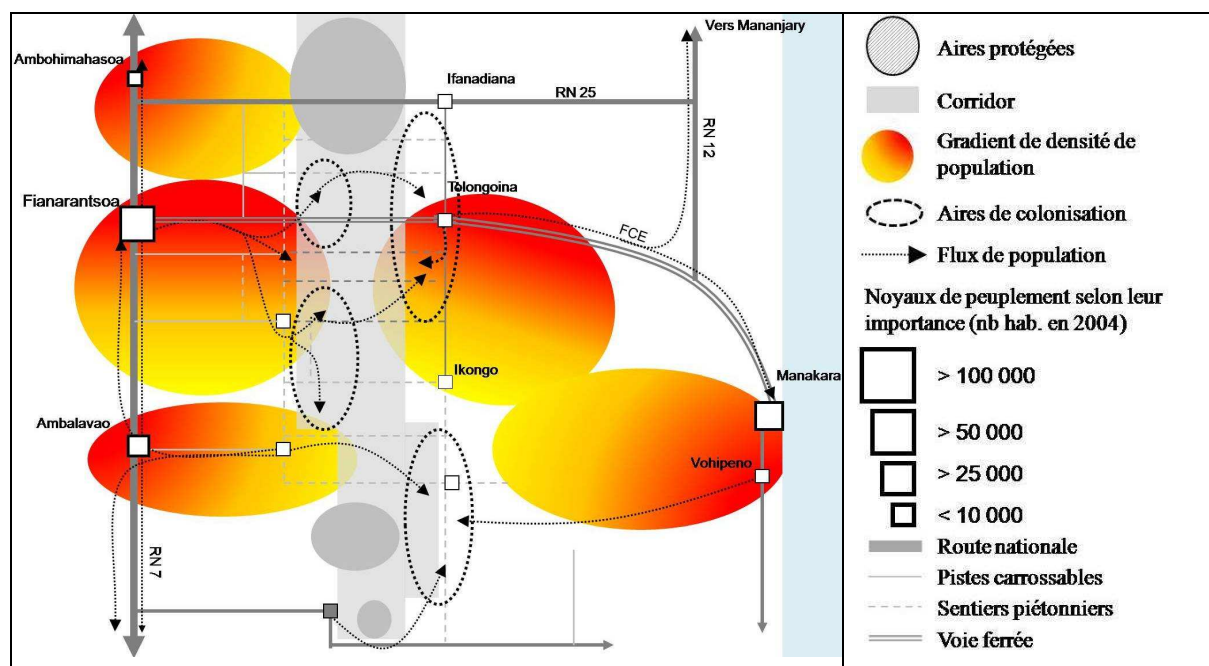 Vers Mananjary
Ambohimahasoa
Ifanadiana
RN 25
RN 12
Fianarantsoa
Tolongoina
FCE
Ikongo
Manakara
Ambalavao
Vohipeno
RN 7
Aires protégées
Corridor
Gradient de densité de
population
Aires de colonisation
Flux de population
Noyaux de peuplement selon leur
importance (nb hab. en 2004)
> 100 000
> 50 000
> 25 000
< 10 000
Route nationale
Pistes carrossables
Sentiers piétonniers
Voie ferrée